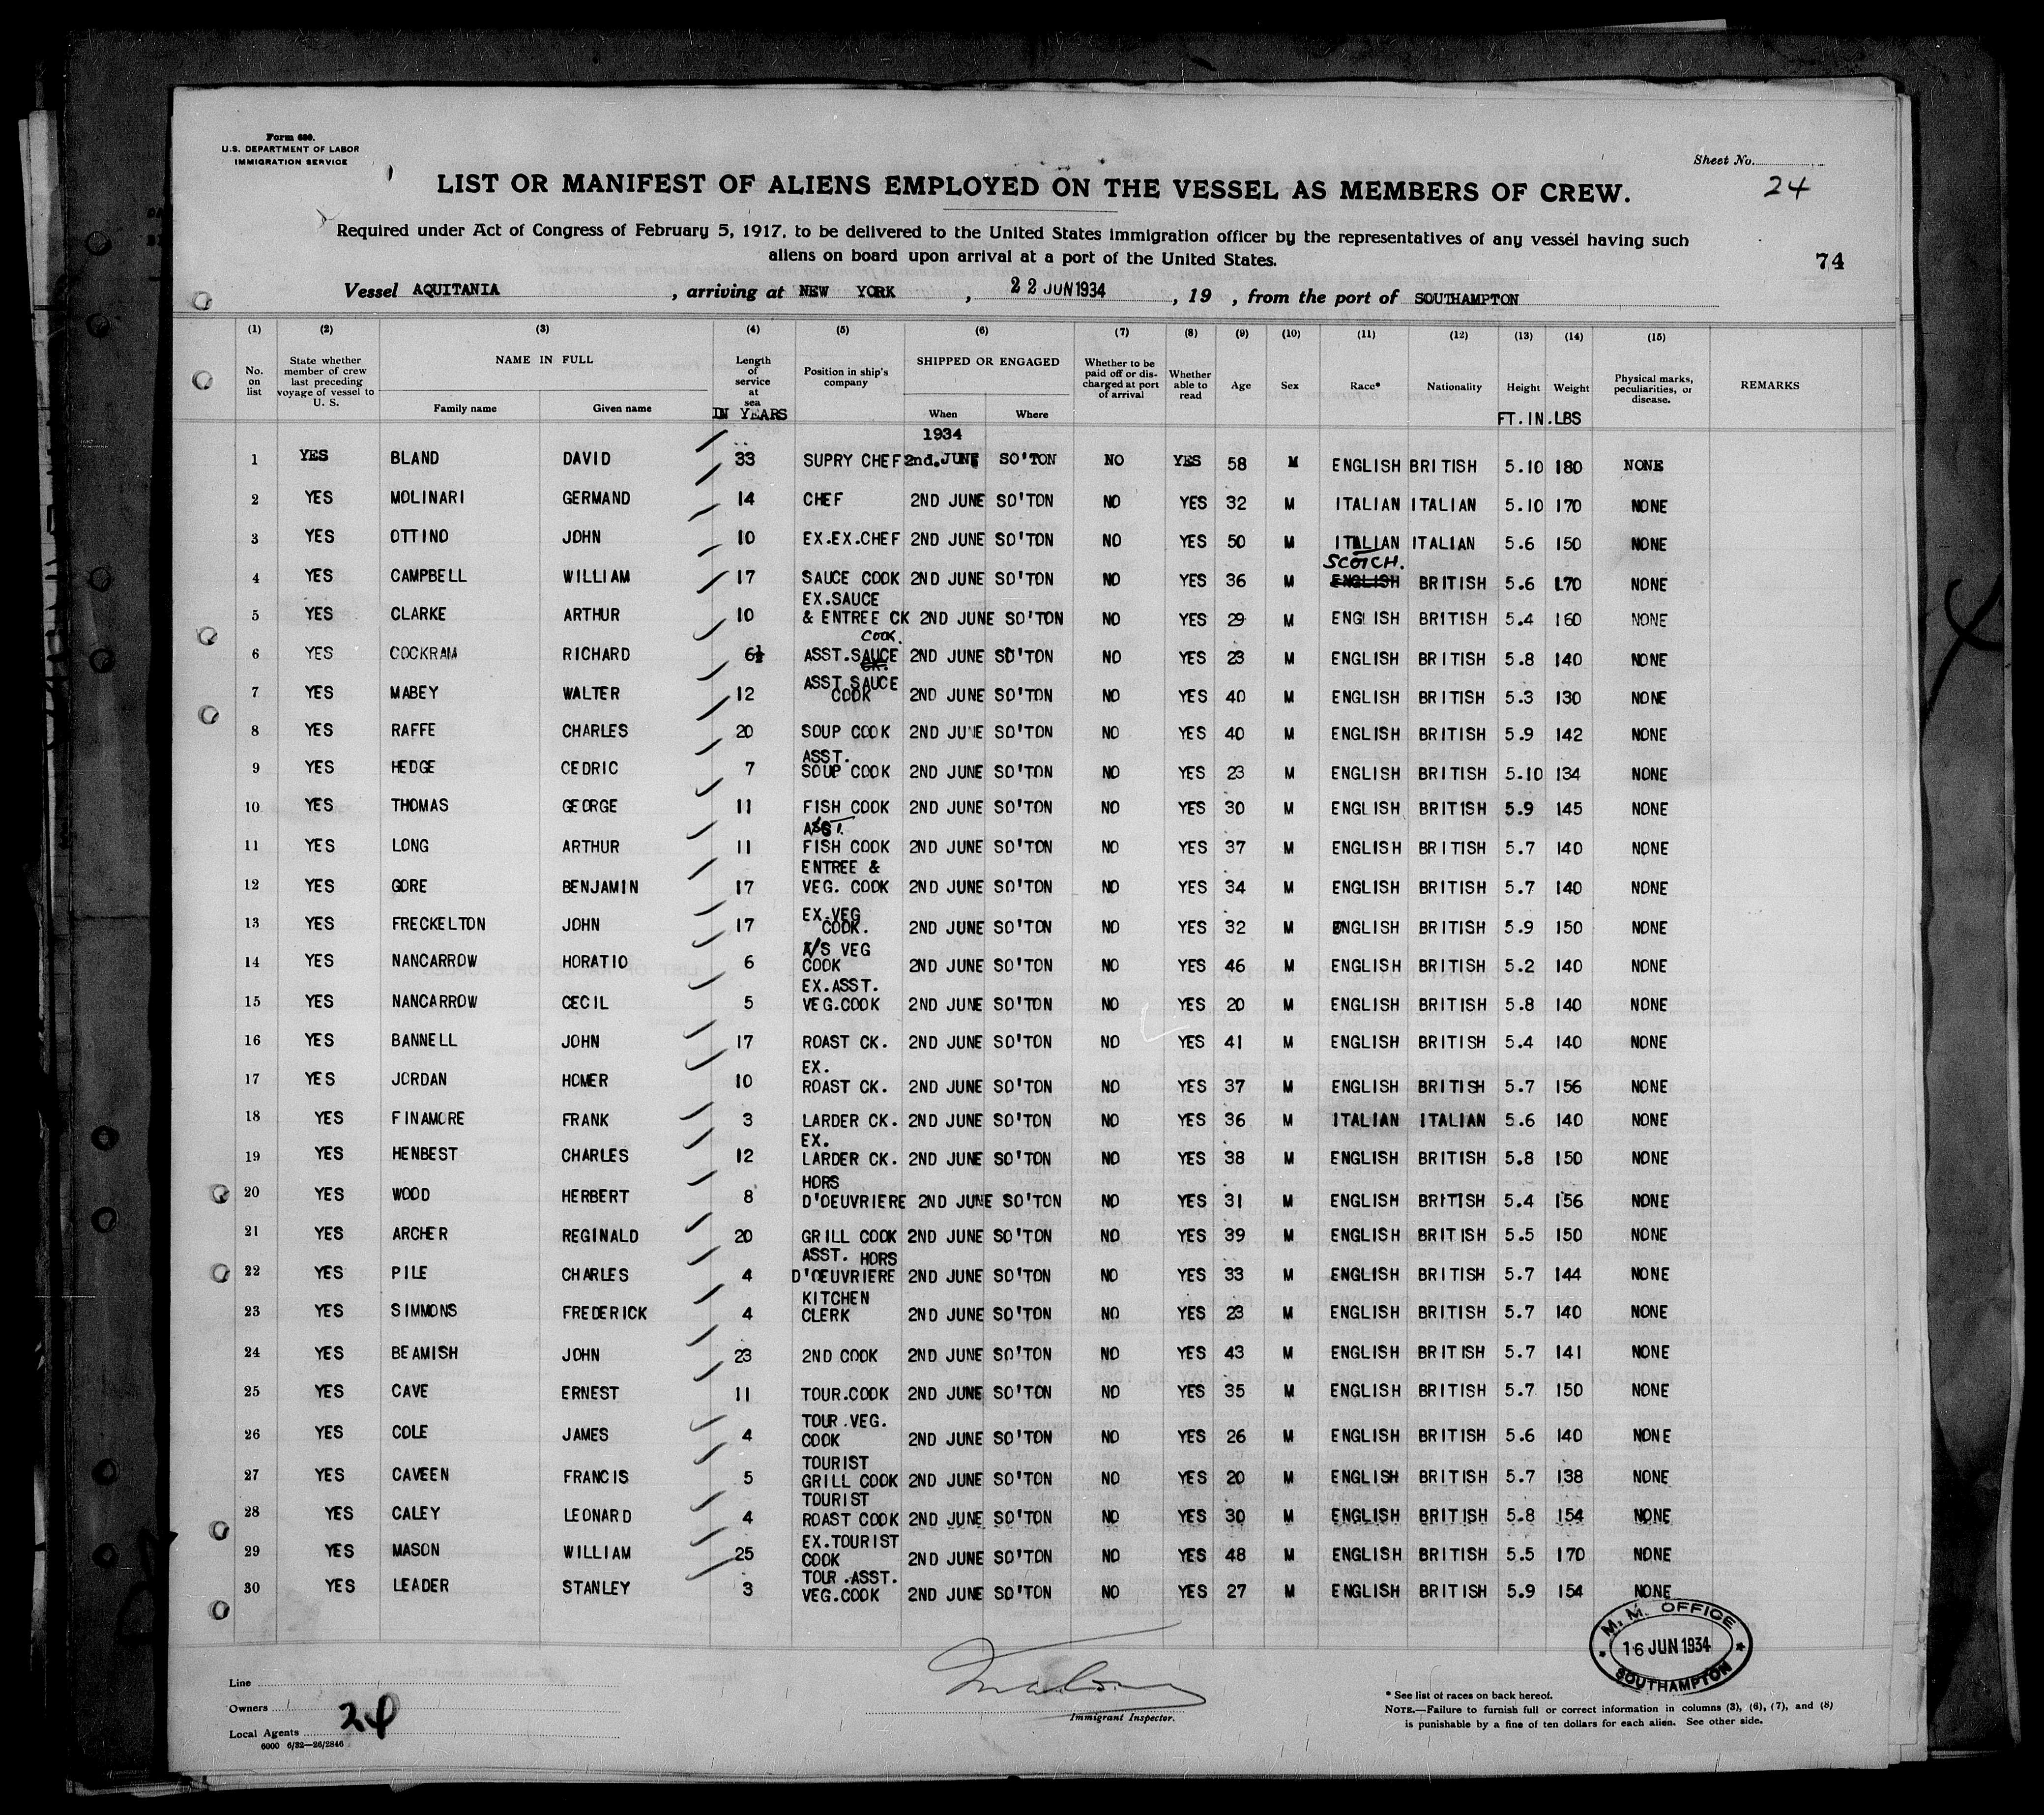 Form 680.
U.S. DEPARTMENT OF LABOR
IMMIGRATION SERVICE
Sheet No.
24
LIST OR MANIFEST OF ALIENS EMPLOYED ON THE VESSEL AS MEMBERS OF CREW.
Required under Act of Congress of February 5, 1917, to be delivered to the United States immigration officer by the representatives of any vessel having such
aliens on board upon arrival at a port of the United States.
74
Vessel AQUITANIA, arriving at NEW YORK, 22 JUN 1934, 19 , from the port of SOUTHAMPTON
(1) (2) (3) (4) (5) (6) (7) (8) (9) (10) (11) (12) (13) (14) (15)
No. on list State whether member of crew last preceding voyage of vessel to U. S. NAME IN FULL Family name Given name Length of service at sea IN YEARS Position in ship's company SHIPPED OR ENGAGED When Where Whether to be paid off or discharged at port of arrival Whether able to read Age Sex Race* Nationality Height FT.IN. Weight LBS Physical marks, peculiarities, or disease. REMARKS
1934
1 YES BLAND DAVID 33 SUPRY CHEF 2nd.JUNE SO'TON NO YES 58 M ENGLISH BRITISH 5.10 180 NONE
2 YES MOLINARI GERMAND 14 CHEF 2ND JUNE SO'TON NO YES 32 M ITALIAN ITALIAN 5.10 170 NONE
3 YES OTTINO JOHN 10 EX.EX.CHEF 2ND JUNE SO'TON NO YES 50 M ITALIAN ITALIAN 5.6 150 NONE
4 YES CAMPBELL WILLIAM 17 SAUCE COOK 2ND JUNE SO'TON NO YES 36 M SCOTCH. ENGLISH BRITISH 5.6 170 NONE
5 YES CLARKE ARTHUR 10 EX.SAUCE & ENTREE CK 2ND JUNE SO'TON NO YES 29 M ENGLISH BRITISH 5.4 160 NONE
6 YES COCKRAM RICHARD 6½ ASST.SAUCE COOK. CK. 2ND JUNE SO'TON NO YES 23 M ENGLISH BRITISH 5.8 140 NONE
7 YES MABEY WALTER 12 ASST SAUCE COOK 2ND JUNE SO'TON NO YES 40 M ENGLISH BRITISH 5.3 130 NONE
8 YES RAFFE CHARLES 20 SOUP COOK 2ND JUNE SO'TON NO YES 40 M ENGLISH BRITISH 5.9 142 NONE
9 YES HEDGE CEDRIC 7 ASST. SOUP COOK 2ND JUNE SO'TON NO YES 23 M ENGLISH BRITISH 5.10 134 NONE
10 YES THOMAS GEORGE 11 FISH COOK 2ND JUNE SO'TON NO YES 30 M ENGLISH BRITISH 5.9 145 NONE
11 YES LONG ARTHUR 11 ASST. FISH COOK 2ND JUNE SO'TON NO YES 37 M ENGLISH BRITISH 5.7 140 NONE
12 YES GORE BENJAMIN 17 ENTREE & VEG. COOK 2ND JUNE SO'TON NO YES 34 M ENGLISH BRITISH 5.7 140 NONE
13 YES FRECKELTON JOHN 17 EX.VEG COOK. 2ND JUNE SO'TON NO YES 32 M ENGLISH BRITISH 5.9 150 NONE
14 YES NANCARROW HORATIO 6 A/S VEG COOK 2ND JUNE SO'TON NO YES 46 M ENGLISH BRITISH 5.2 140 NONE
15 YES NANCARROW CECIL 5 EX.ASST. VEG.COOK 2ND JUNE SO'TON NO YES 20 M ENGLISH BRITISH 5.8 140 NONE
16 YES BANNELL JOHN 17 ROAST CK. 2ND JUNE SO'TON NO YES 41 M ENGLISH BRITISH 5.4 140 NONE
17 YES JORDAN HOMER 10 EX. ROAST CK. 2ND JUNE SO'TON NO YES 37 M ENGLISH BRITISH 5.7 156 NONE
18 YES FINAMORE FRANK 3 LARDER CK. 2ND JUNE SO'TON NO YES 36 M ITALIAN ITALIAN 5.6 140 NONE
19 YES HENBEST CHARLES 12 EX. LARDER CK. 2ND JUNE SO'TON NO YES 38 M ENGLISH BRITISH 5.8 150 NONE
20 YES WOOD HERBERT 8 HORS D'OEUVRIERE 2ND JUNE SO'TON NO YES 31 M ENGLISH BRITISH 5.4 156 NONE
21 YES ARCHER REGINALD 20 GRILL COOK 2ND JUNE SO'TON NO YES 39 M ENGLISH BRITISH 5.5 150 NONE
22 YES PILE CHARLES 4 ASST. HORS D'OEUVRIERE 2ND JUNE SO'TON NO YES 33 M ENGLISH BRITISH 5.7 144 NONE
23 YES SIMMONS FREDERICK 4 KITCHEN CLERK 2ND JUNE SO'TON NO YES 23 M ENGLISH BRITISH 5.7 140 NONE
24 YES BEAMISH JOHN 23 2ND COOK 2ND JUNE SO'TON NO YES 43 M ENGLISH BRITISH 5.7 141 NONE
25 YES CAVE ERNEST 11 TOUR.COOK 2ND JUNE SO'TON NO YES 35 M ENGLISH BRITISH 5.7 150 NONE
26 YES COLE JAMES 4 TOUR.VEG. COOK 2ND JUNE SO'TON NO YES 26 M ENGLISH BRITISH 5.6 140 NONE
27 YES CAVEEN FRANCIS 5 TOURIST GRILL COOK 2ND JUNE SO'TON NO YES 20 M ENGLISH BRITISH 5.7 138 NONE
28 YES CALEY LEONARD 4 TOURIST ROAST COOK 2ND JUNE SO'TON NO YES 30 M ENGLISH BRITISH 5.8 154 NONE
29 YES MASON WILLIAM 25 EX.TOURIST COOK 2ND JUNE SO'TON NO YES 48 M ENGLISH BRITISH 5.5 170 NONE
30 YES LEADER STANLEY 3 TOUR.ASST. VEG.COOK 2ND JUNE SO'TON NO YES 27 M ENGLISH BRITISH 5.9 154 NONE
M.M. OFFICE
16 JUN 1934
SOUTHAMPTON
Line
Owners
Local Agents
24
6000 6/32—26/2846
Immigrant Inspector.
* See list of races on back hereof.
NOTE.—Failure to furnish full or correct information in columns (3), (6), (7), and (8)
is punishable by a fine of ten dollars for each alien. See other side.